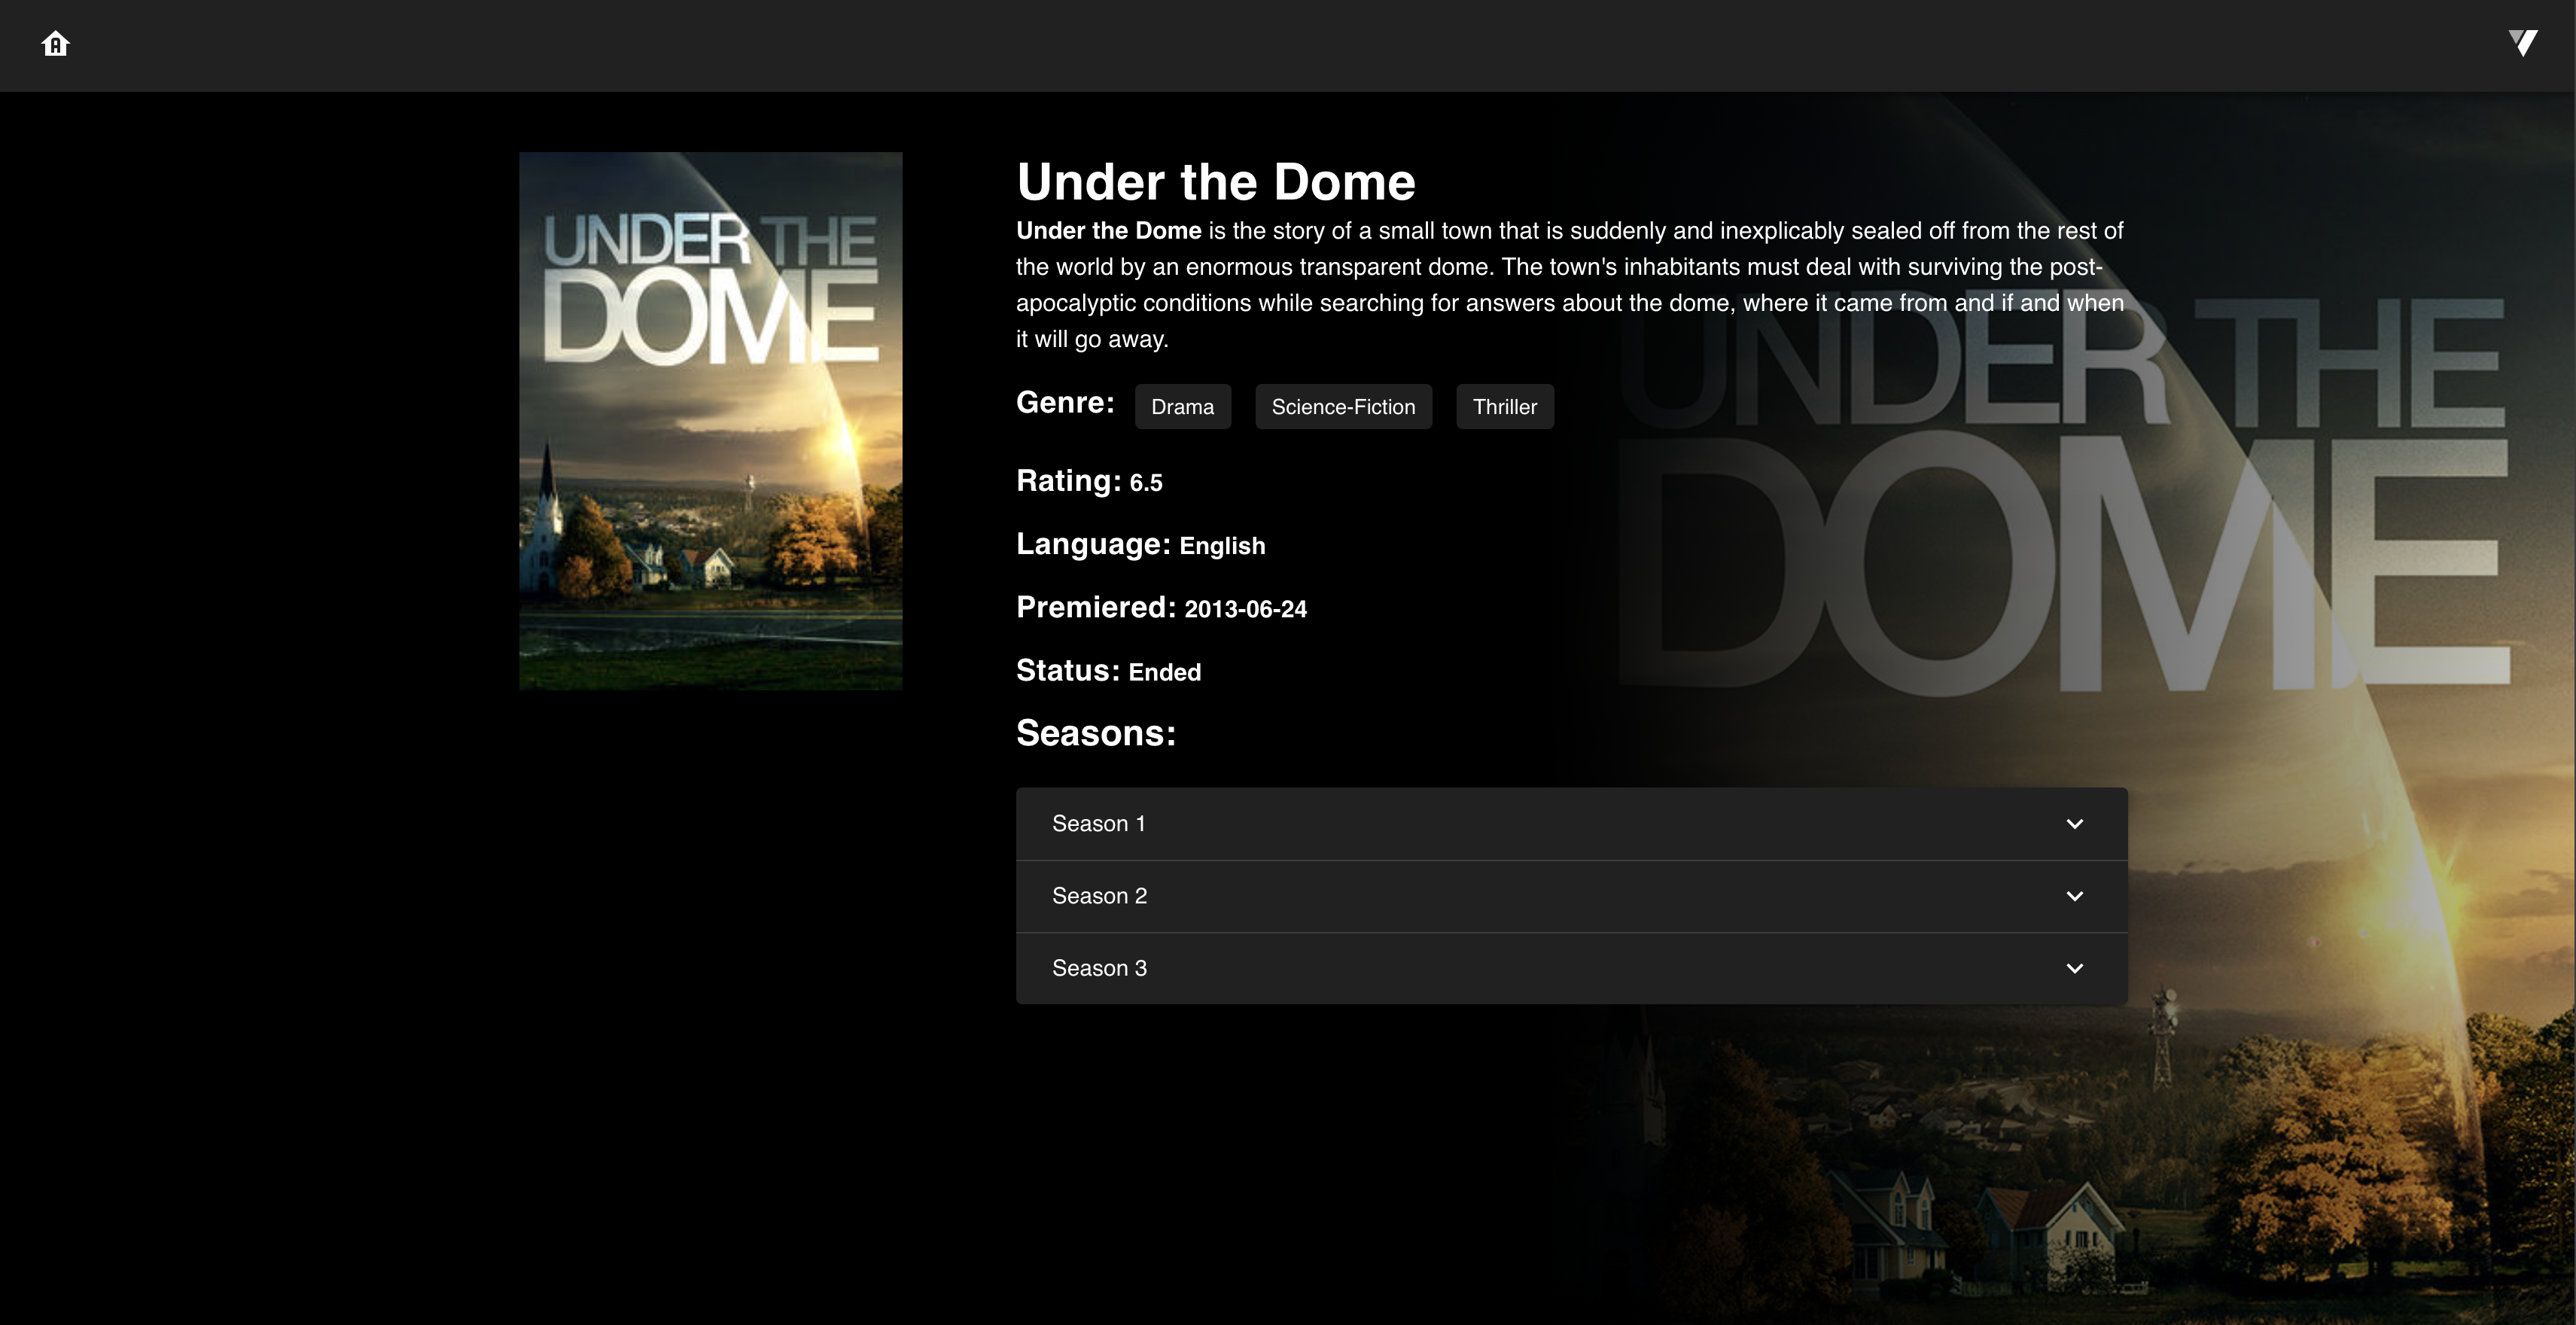 UNDER THE
DOME
Under the Dome
Under the Dome is the story of a small town that is suddenly and inexplicably sealed off from the rest of
the world by an enormous transparent dome. The town's inhabitants must deal with surviving the post-
apocalyptic conditions while searching for answers about the dome, where it came from and if and when
it will go away.
Genre: Drama Science-Fiction Thriller
Rating: 6.5
Language: English
Premiered: 2013-06-24
Status: Ended
Seasons:
Season 1
Season 2
Season 3
UNDER THE
DOME